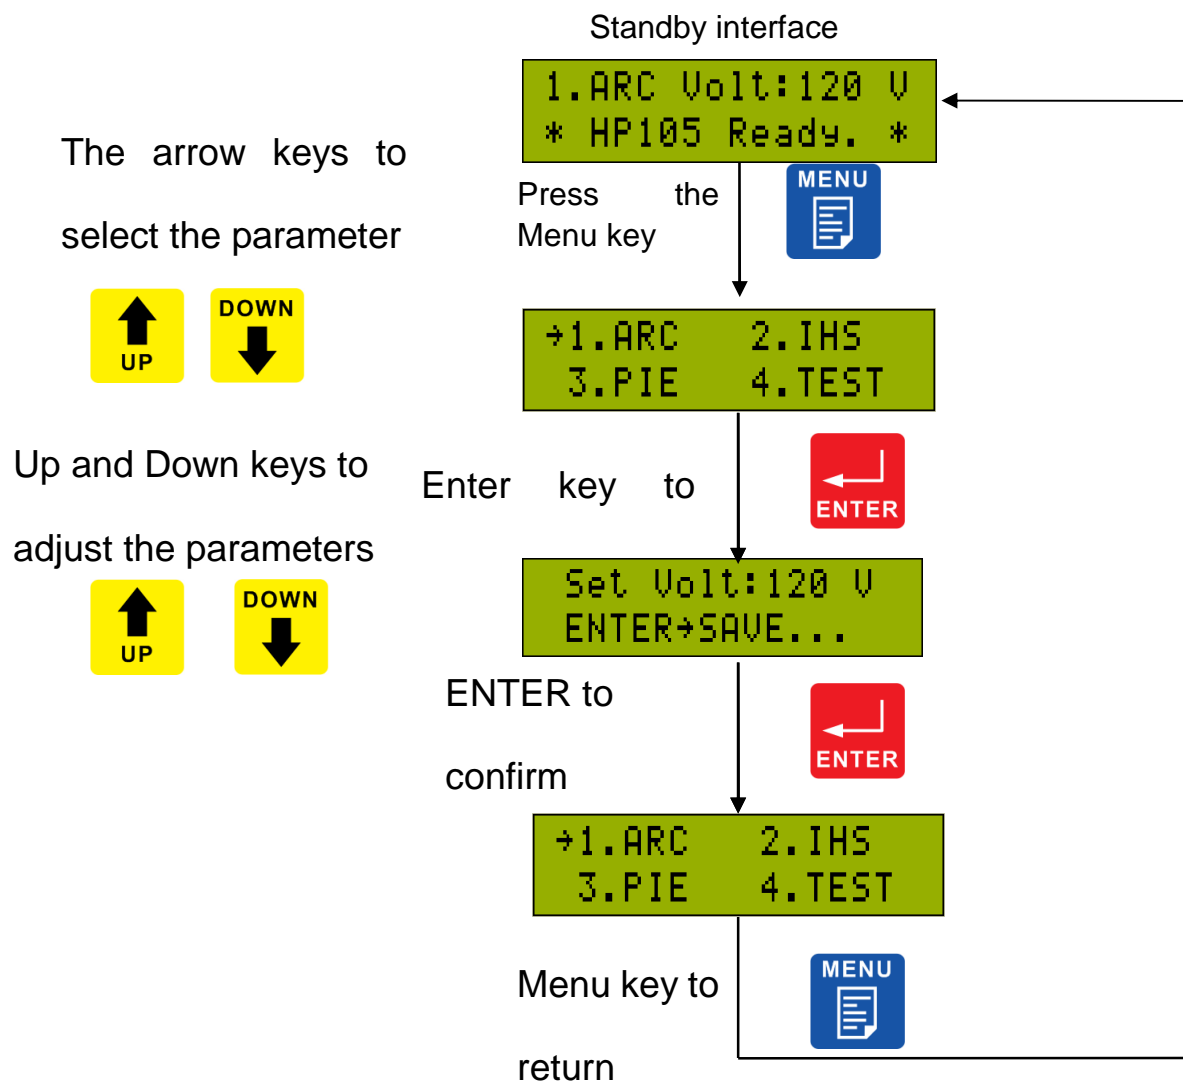 Standby interface
1.ARC Volt:120 V
* HP105 Ready. *
The arrow keys to
select the parameter
UP
DOWN
Press the
Menu key
MENU
→1.ARC 2.IHS
3.PIE 4.TEST
Up and Down keys to
adjust the parameters
UP
DOWN
Enter key to
ENTER
Set Volt:120 V
ENTER→SAVE...
ENTER to
confirm
ENTER
→1.ARC 2.IHS
3.PIE 4.TEST
Menu key to
return
MENU